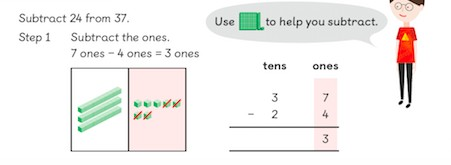 Subtract 24 from 37.
Step 1 Subtract the ones.
7 ones – 4 ones = 3 ones
Use to help you subtract.
tens ones
3 7
– 2 4
3